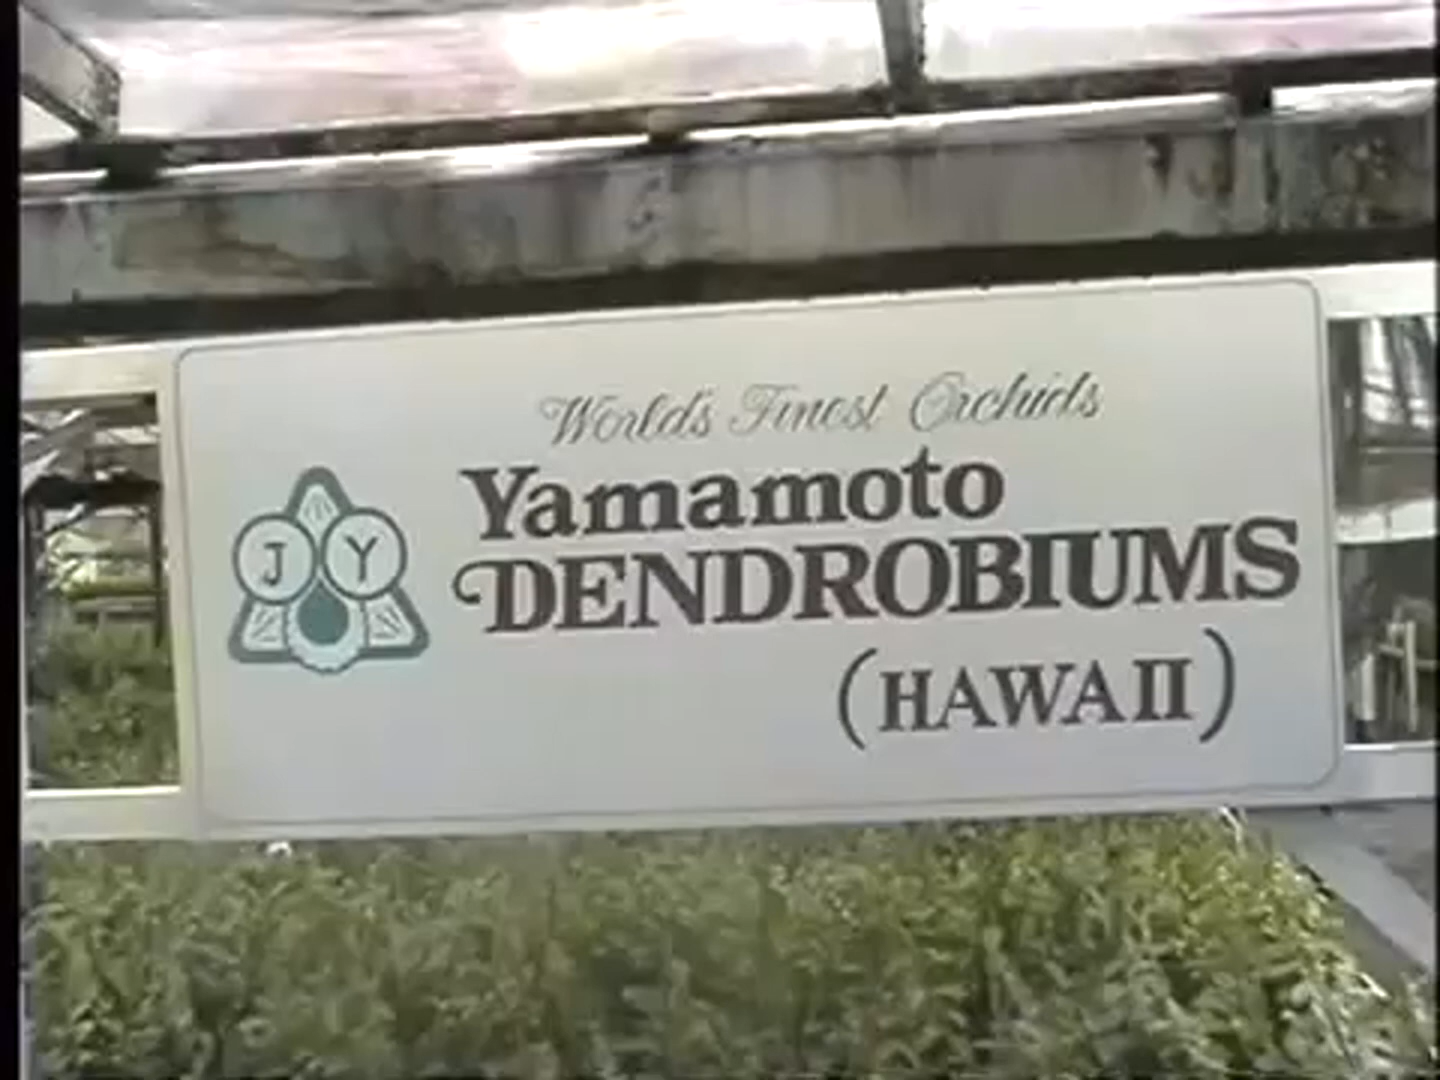 World's Finest Orchids
Yamamoto
J Y
DENDROBIUMS
(HAWAII)